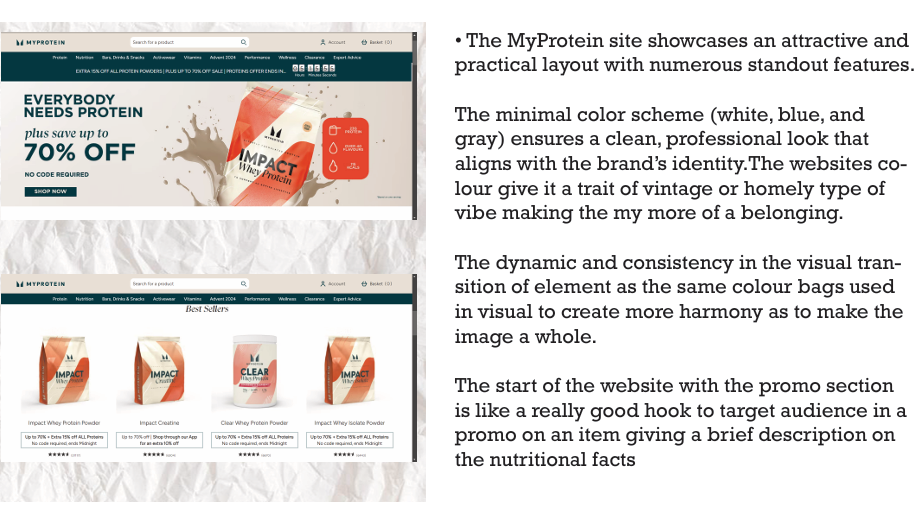 MYPROTEIN
Search for a product
Account Basket (0)
Protein Nutrition Bars, Drinks & Snacks Activewear Vitamins Advent 2024 Performance Wellness Clearance Expert Advice
EXTRA 15% OFF ALL PROTEIN POWDERS | PLUS UP TO 70% OFF SALE | PROTEINS OFFER ENDS IN..
Hours Minutes Seconds
EVERYBODY
NEEDS PROTEIN
plus save up to
70% OFF
NO CODE REQUIRED
SHOP NOW
MYPROTEIN
IMPACT
Whey Protein
PROTEIN
FLAVOURS
MYPROTEIN
Search for a product
Account Basket (0)
Protein Nutrition Bars, Drinks & Snacks Activewear Vitamins Advent 2024 Performance Wellness Clearance Expert Advice
Best Sellers
IMPACT
Whey Protein
IMPACT
Creatine
CLEAR
Whey Protein
IMPACT
Whey Isolate
Impact Whey Protein Powder
Impact Creatine
Clear Whey Protein Powder
Impact Whey Isolate Powder
Up to 70% + Extra 15% off ALL Proteins
No code required, ends Midnight
Up to 70% off | Shop through our App
for an extra 10% off
Up to 70% + Extra 15% off ALL Proteins
No code required, ends Midnight
Up to 70% + Extra 15% off ALL Proteins
No code required, ends Midnight
• The MyProtein site showcases an attractive and
practical layout with numerous standout features.
The minimal color scheme (white, blue, and
gray) ensures a clean, professional look that
aligns with the brand's identity.The websites co-
lour give it a trait of vintage or homely type of
vibe making the my more of a belonging.
The dynamic and consistency in the visual tran-
sition of element as the same colour bags used
in visual to create more harmony as to make the
image a whole.
The start of the website with the promo section
is like a really good hook to target audience in a
promo on an item giving a brief description on
the nutritional facts